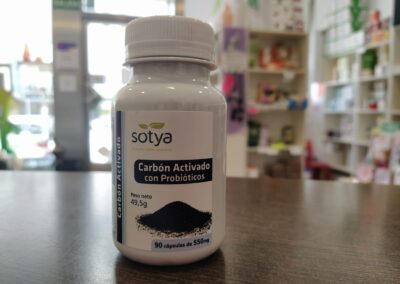 sotya
Carbón Activado
con Probióticos
Peso neto
49,5g
90 cápsulas de 550mg
Carbón Activado